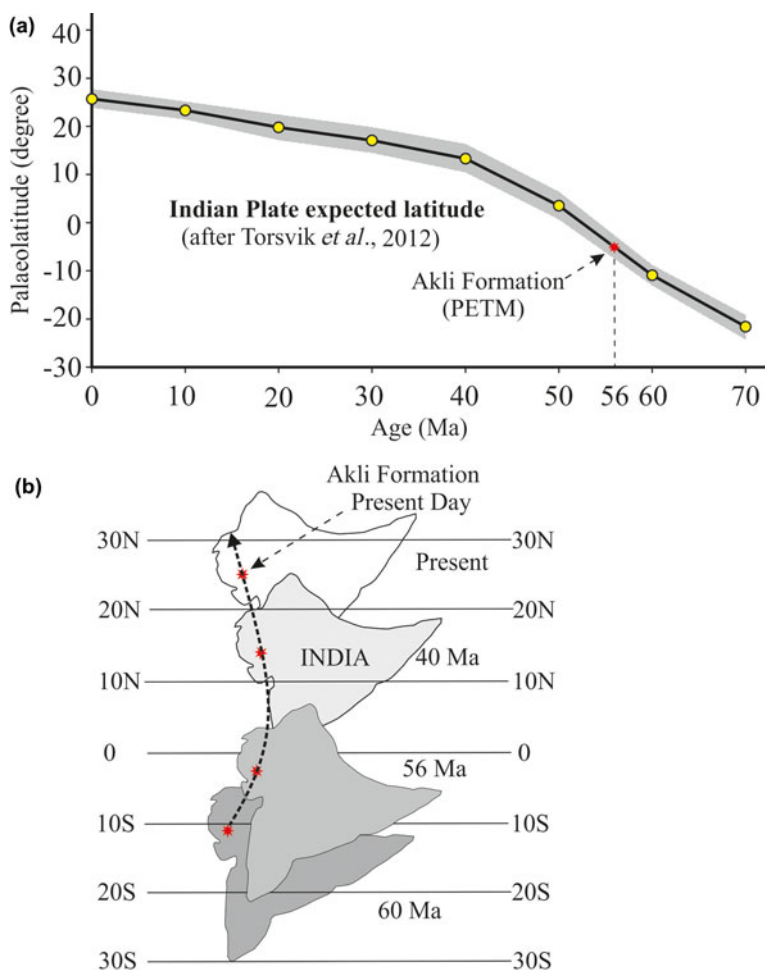 (a)
40
30
20
10
0
-10
-20
-30
Palaeolatitude (degree)
Indian Plate expected latitude
(after Torsvik et al., 2012)
Akli Formation
(PETM)
0 10 20 30 40 50 56 60 70
Age (Ma)
(b)
Akli Formation
Present Day
30N 30N
Present
20N 20N
INDIA 40 Ma
10N 10N
0 0
56 Ma
10S 10S
20S 20S
60 Ma
30S 30S